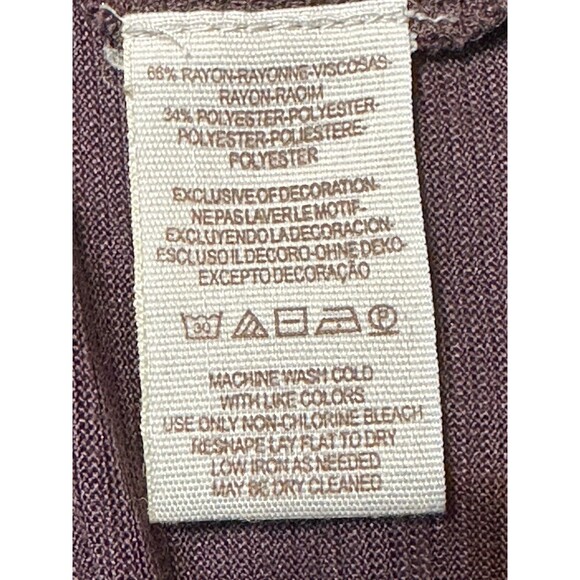 66% RAYON-RAYONNE-VISCOSAS-
RAYON-RAOIM
34% POLYESTER-POLYESTER-
POLYESTER-POLIESTERE-
POLYESTER
EXCLUSIVE OF DECORATION-
NE PAS LAVER LE MOTIF-
EXCLUYENDO LA DECORACION-
ESCLUSO IL DECORO-OHNE DEKO-
EXCEPTO DECORAÇÃO
30 P
MACHINE WASH COLD
WITH LIKE COLORS
USE ONLY NON-CHLORINE BLEACH
RESHAPE LAY FLAT TO DRY
LOW IRON AS NEEDED
MAY BE DRY CLEANED